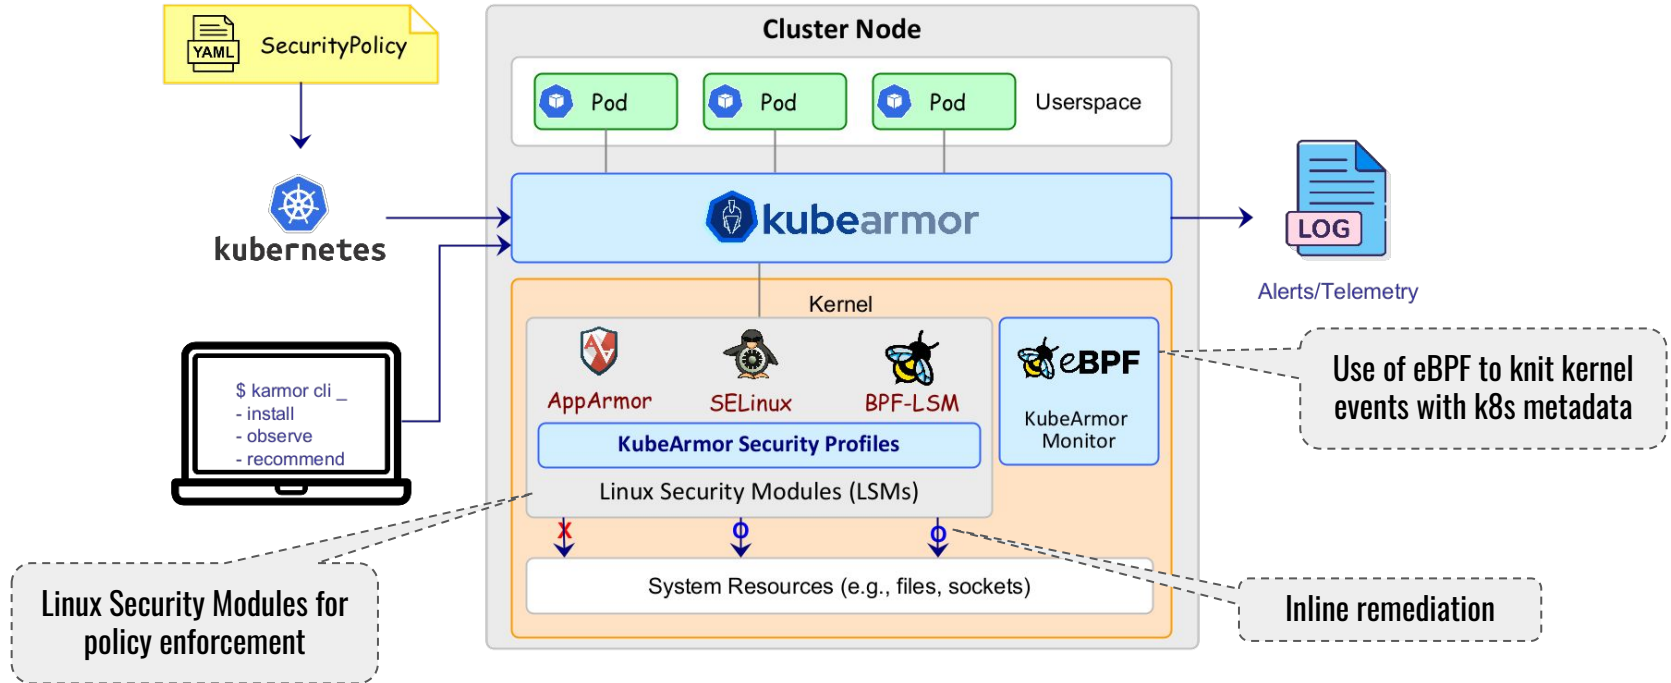 Cluster Node
YAML
SecurityPolicy
Pod
Pod
Pod
Userspace
kubernetes
kubearmor
LOG
Alerts/Telemetry
Kernel
AppArmor
SELinux
BPF-LSM
KubeArmor Security Profiles
Linux Security Modules (LSMs)
eBPF
KubeArmor
Monitor
Use of eBPF to knit kernel
events with k8s metadata
$ karmor cli _
- install
- observe
- recommend
X
O
O
System Resources (e.g., files, sockets)
Linux Security Modules for
policy enforcement
Inline remediation